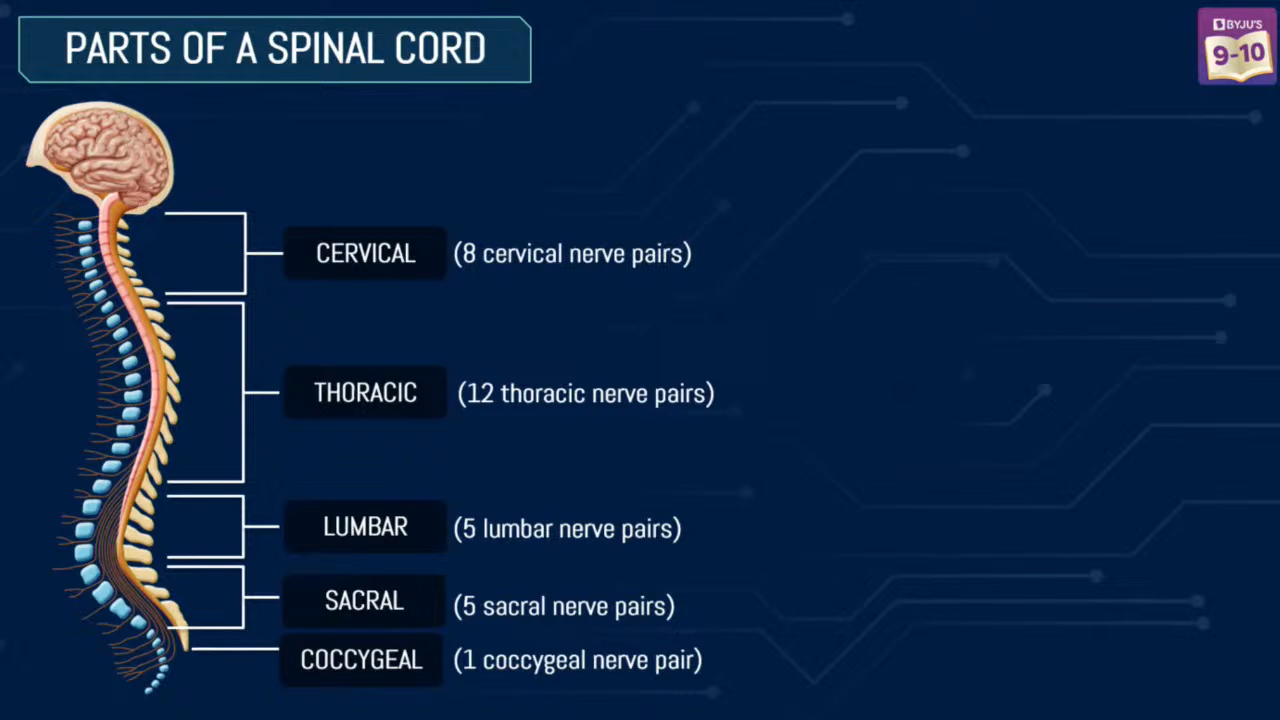 PARTS OF A SPINAL CORD
BYJU'S
9-10
CERVICAL (8 cervical nerve pairs)
THORACIC (12 thoracic nerve pairs)
LUMBAR (5 lumbar nerve pairs)
SACRAL (5 sacral nerve pairs)
COCCYGEAL (1 coccygeal nerve pair)